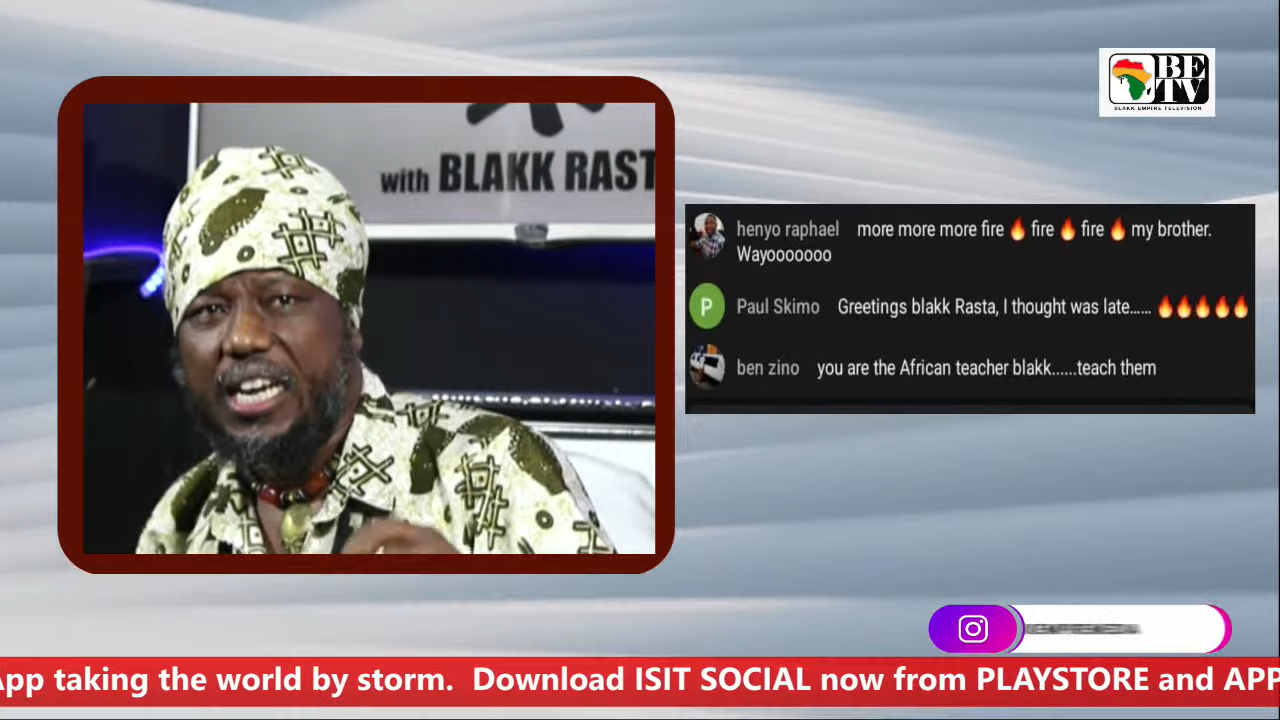 BE
TV
BLAKK EMPIRE TELEVISION
with BLAKK RAST
henyo raphael more more more fire 🔥 fire 🔥 fire 🔥 my brother.
Wayooooooo
P
Paul Skimo Greetings blakk Rasta, I thought was late...... 🔥🔥🔥🔥🔥
ben zino you are the African teacher blakk......teach them
App taking the world by storm. Download ISIT SOCIAL now from PLAYSTORE and APP